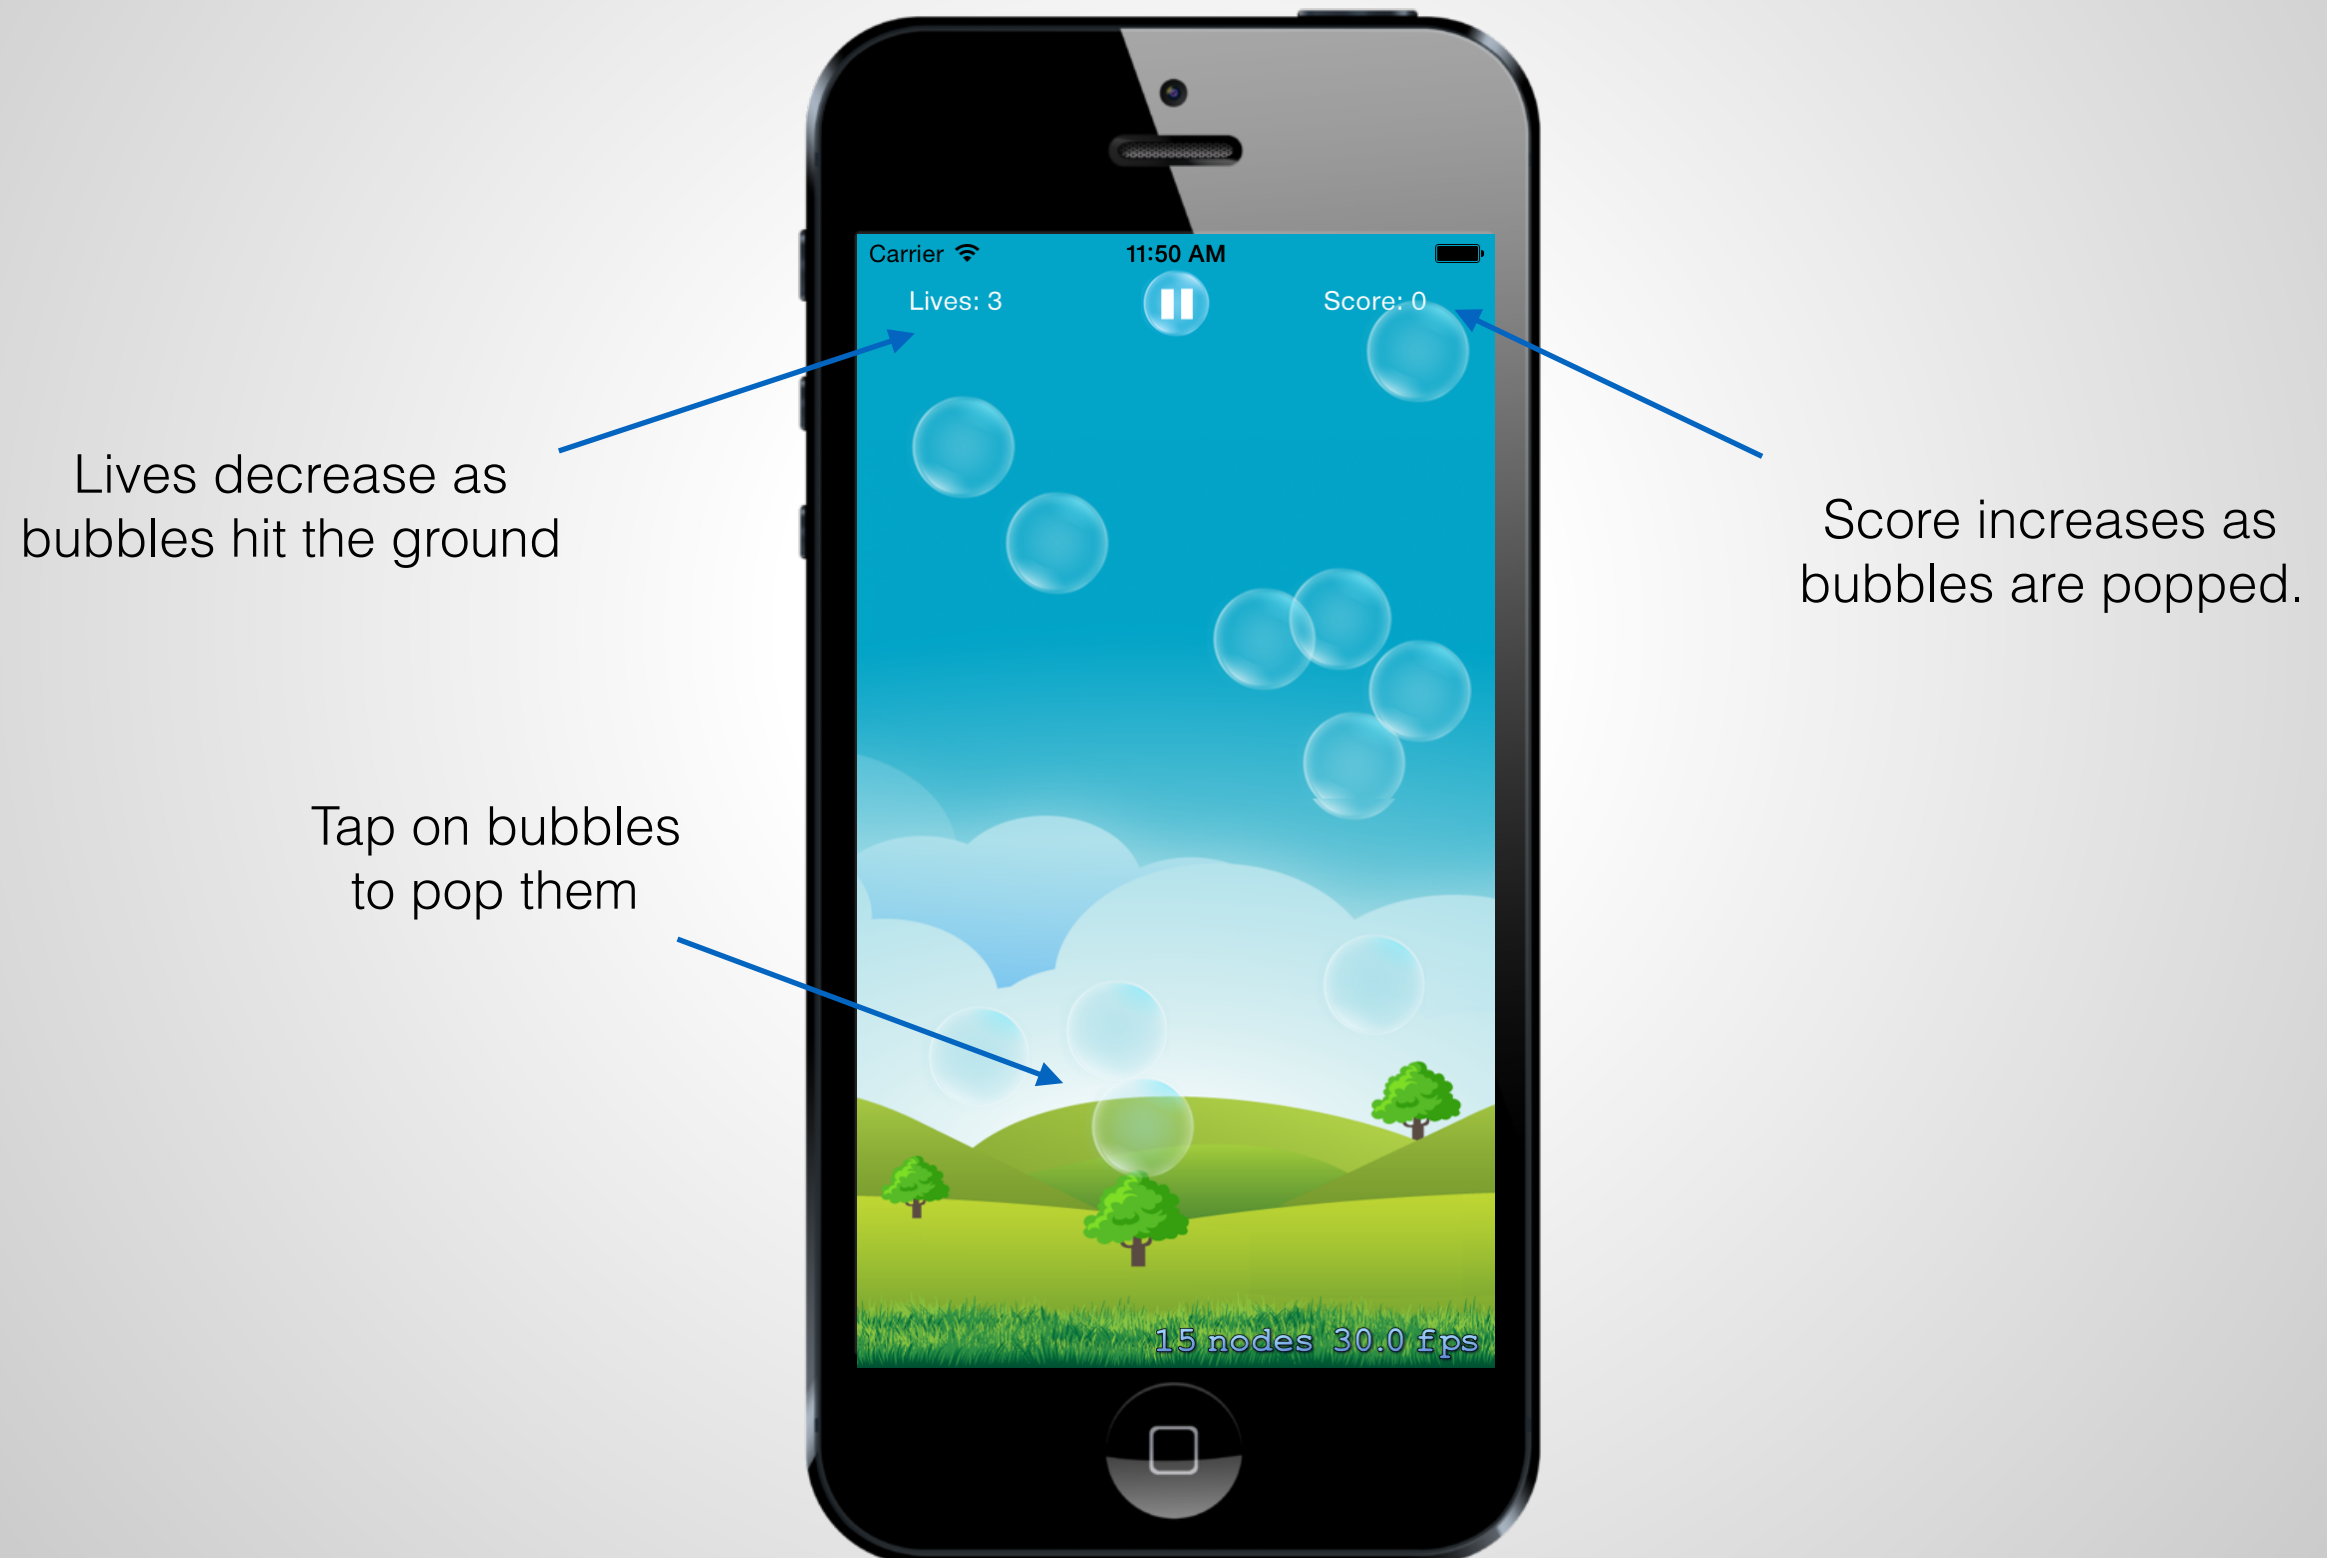 Carrier 11:50 AM
Lives: 3 Score: 0
Lives decrease as
bubbles hit the ground
Score increases as
bubbles are popped.
Tap on bubbles
to pop them
15 nodes 30.0 fps